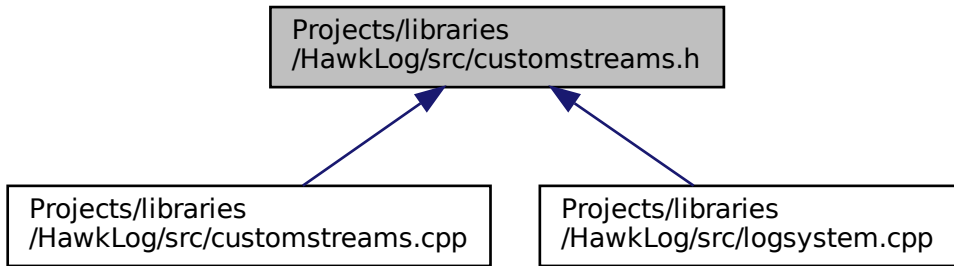 Projects/libraries
/HawkLog/src/customstreams.h
Projects/libraries
/HawkLog/src/customstreams.cpp
Projects/libraries
/HawkLog/src/logsystem.cpp